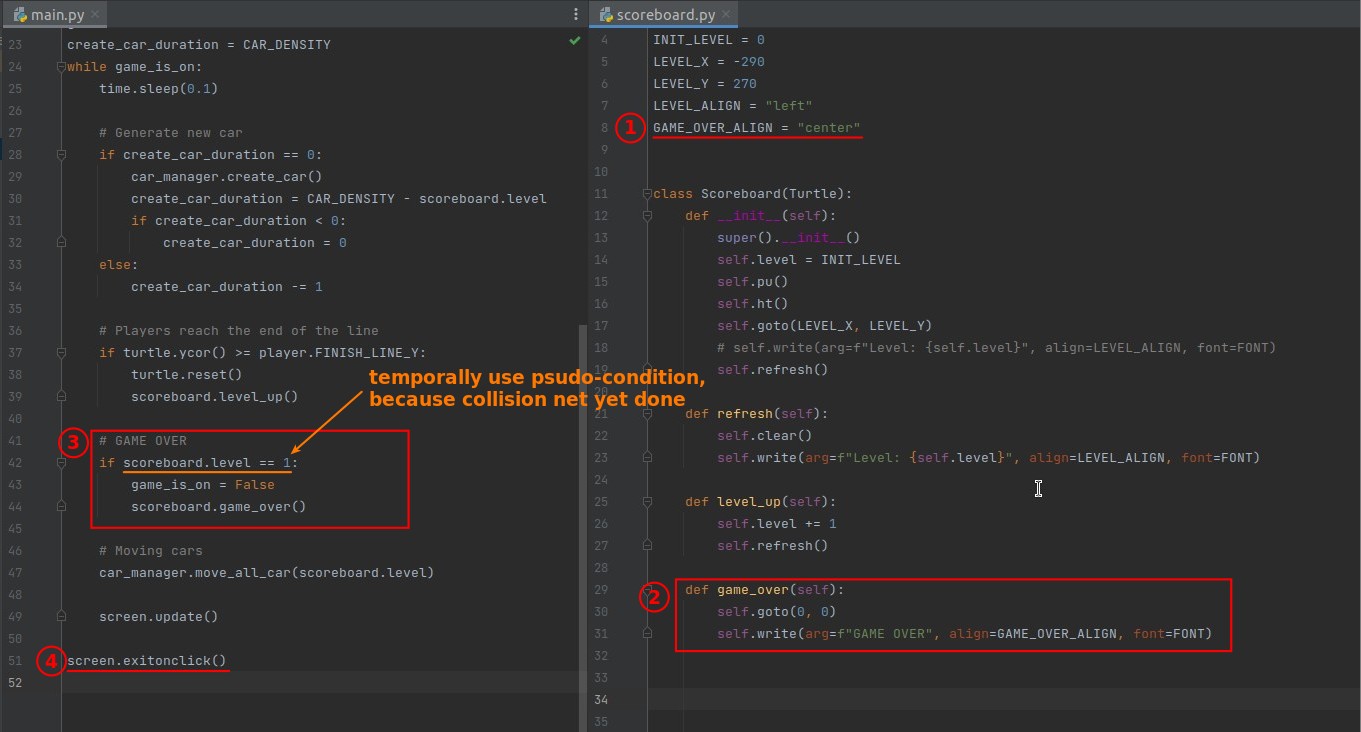 main.py
23 create_car_duration = CAR_DENSITY
24 while game_is_on:
25     time.sleep(0.1)
26
27     # Generate new car
28     if create_car_duration == 0:
29         car_manager.create_car()
30         create_car_duration = CAR_DENSITY - scoreboard.level
31         if create_car_duration < 0:
32             create_car_duration = 0
33     else:
34         create_car_duration -= 1
35
36     # Players reach the end of the line
37     if turtle.ycor() >= player.FINISH_LINE_Y:
38         turtle.reset()
39         scoreboard.level_up()
40
③
41     # GAME OVER
42     if scoreboard.level == 1:
43         game_is_on = False
44         scoreboard.game_over()
45
46     # Moving cars
47     car_manager.move_all_car(scoreboard.level)
48
49     screen.update()
50
④
51 screen.exitonclick()
52
temporally use psudo-condition,
because collision net yet done
scoreboard.py
4 INIT_LEVEL = 0
5 LEVEL_X = -290
6 LEVEL_Y = 270
7 LEVEL_ALIGN = "left"
8 ① GAME_OVER_ALIGN = "center"
9
10
11 class Scoreboard(Turtle):
12     def __init__(self):
13         super().__init__()
14         self.level = INIT_LEVEL
15         self.pu()
16         self.ht()
17         self.goto(LEVEL_X, LEVEL_Y)
18         # self.write(arg=f"Level: {self.level}", align=LEVEL_ALIGN, font=FONT)
19         self.refresh()
20
21     def refresh(self):
22         self.clear()
23         self.write(arg=f"Level: {self.level}", align=LEVEL_ALIGN, font=FONT)
24
25     def level_up(self):
26         self.level += 1
27         self.refresh()
28
②
29     def game_over(self):
30         self.goto(0, 0)
31         self.write(arg=f"GAME OVER", align=GAME_OVER_ALIGN, font=FONT)
32
33
34
35